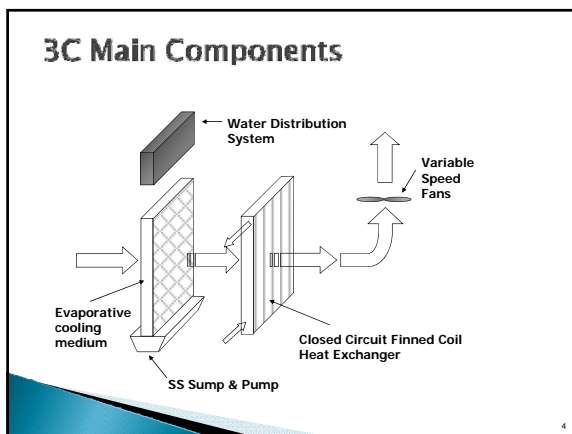 3C Main Components
Water Distribution
System
Variable
Speed
Fans
Evaporative
cooling
medium
Closed Circuit Finned Coil
Heat Exchanger
SS Sump & Pump
4